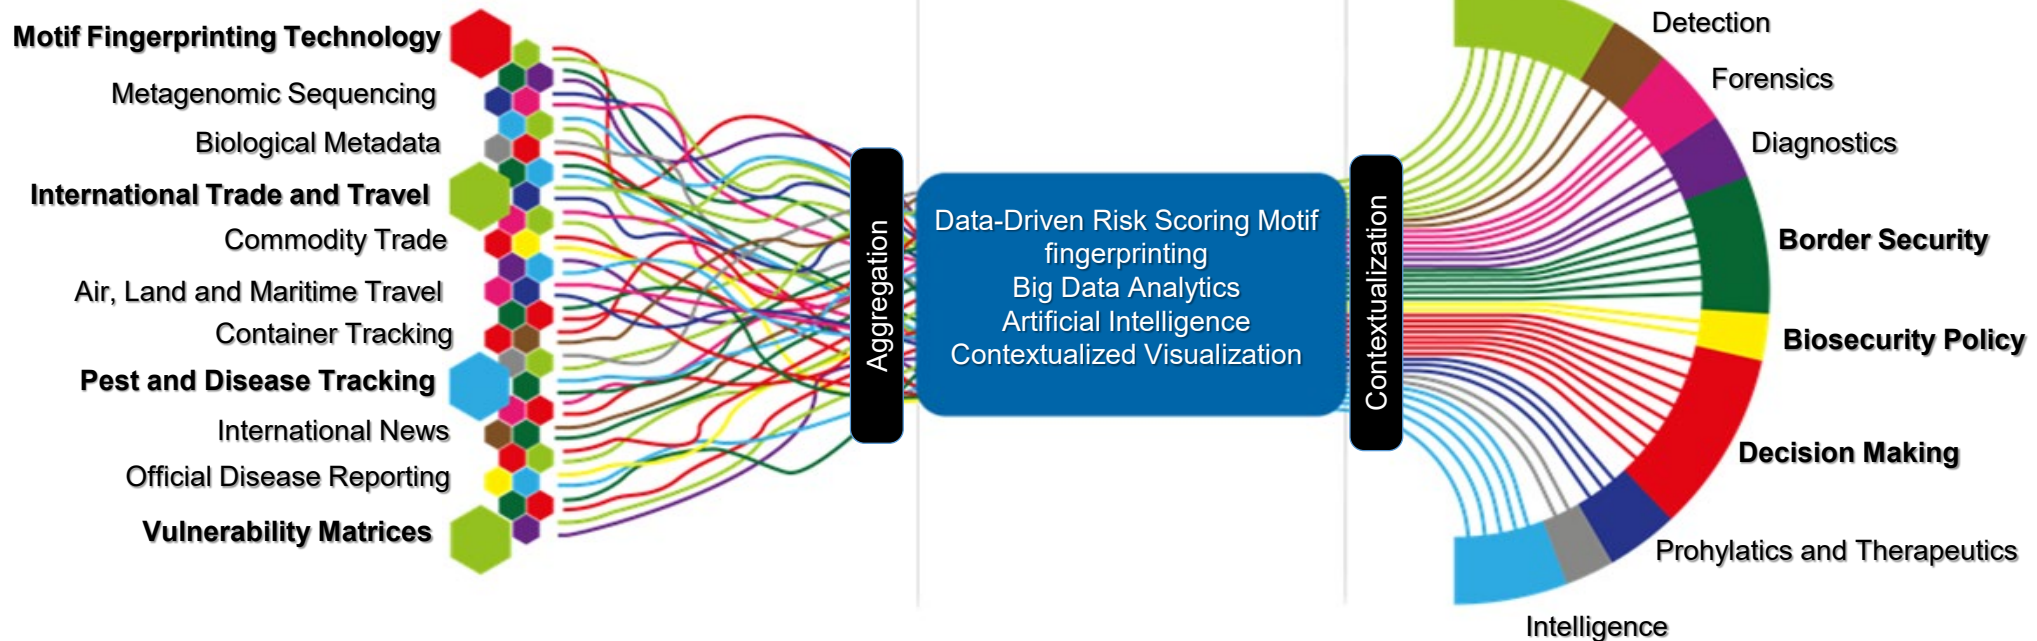 Motif Fingerprinting Technology
Metagenomic Sequencing
Biological Metadata
International Trade and Travel
Commodity Trade
Air, Land and Maritime Travel
Container Tracking
Pest and Disease Tracking
International News
Official Disease Reporting
Vulnerability Matrices
Aggregation
Data-Driven Risk Scoring Motif
fingerprinting
Big Data Analytics
Artificial Intelligence
Contextualized Visualization
Contextualization
Detection
Forensics
Diagnostics
Border Security
Biosecurity Policy
Decision Making
Prohylatics and Therapeutics
Intelligence